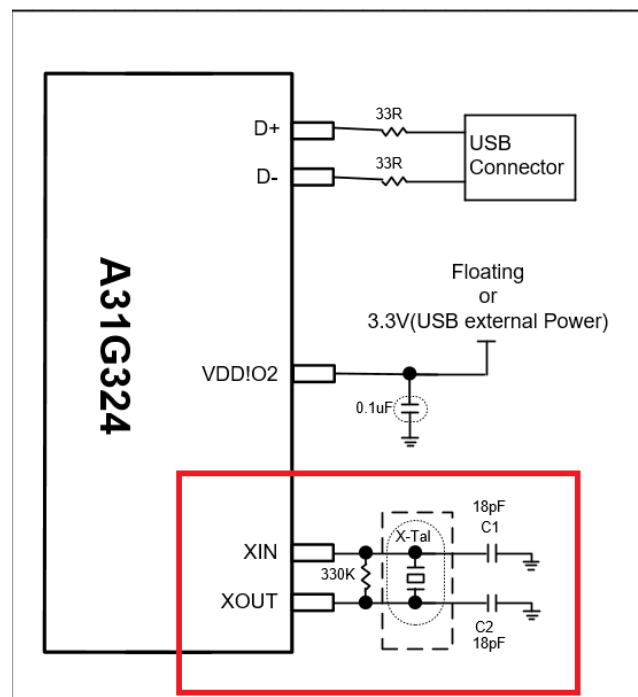 D+
33R
USB
Connector
D-
33R
A31G324
Floating
or
3.3V(USB external Power)
VDD!O2
0.1uF
18pF
C1
X-Tal
XIN
330K
XOUT
C2
18pF